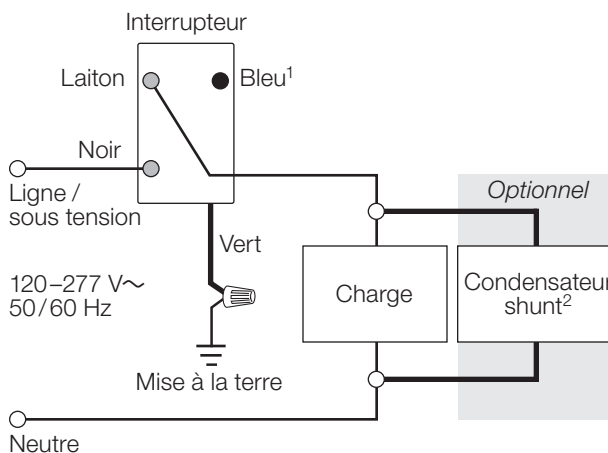 Interrupteur
Laiton
Bleu¹
Noir
Ligne /
sous tension
Optionnel
Vert
120–277 V~
50/60 Hz
Charge
Condensateur
shunt²
Mise à la terre
Neutre